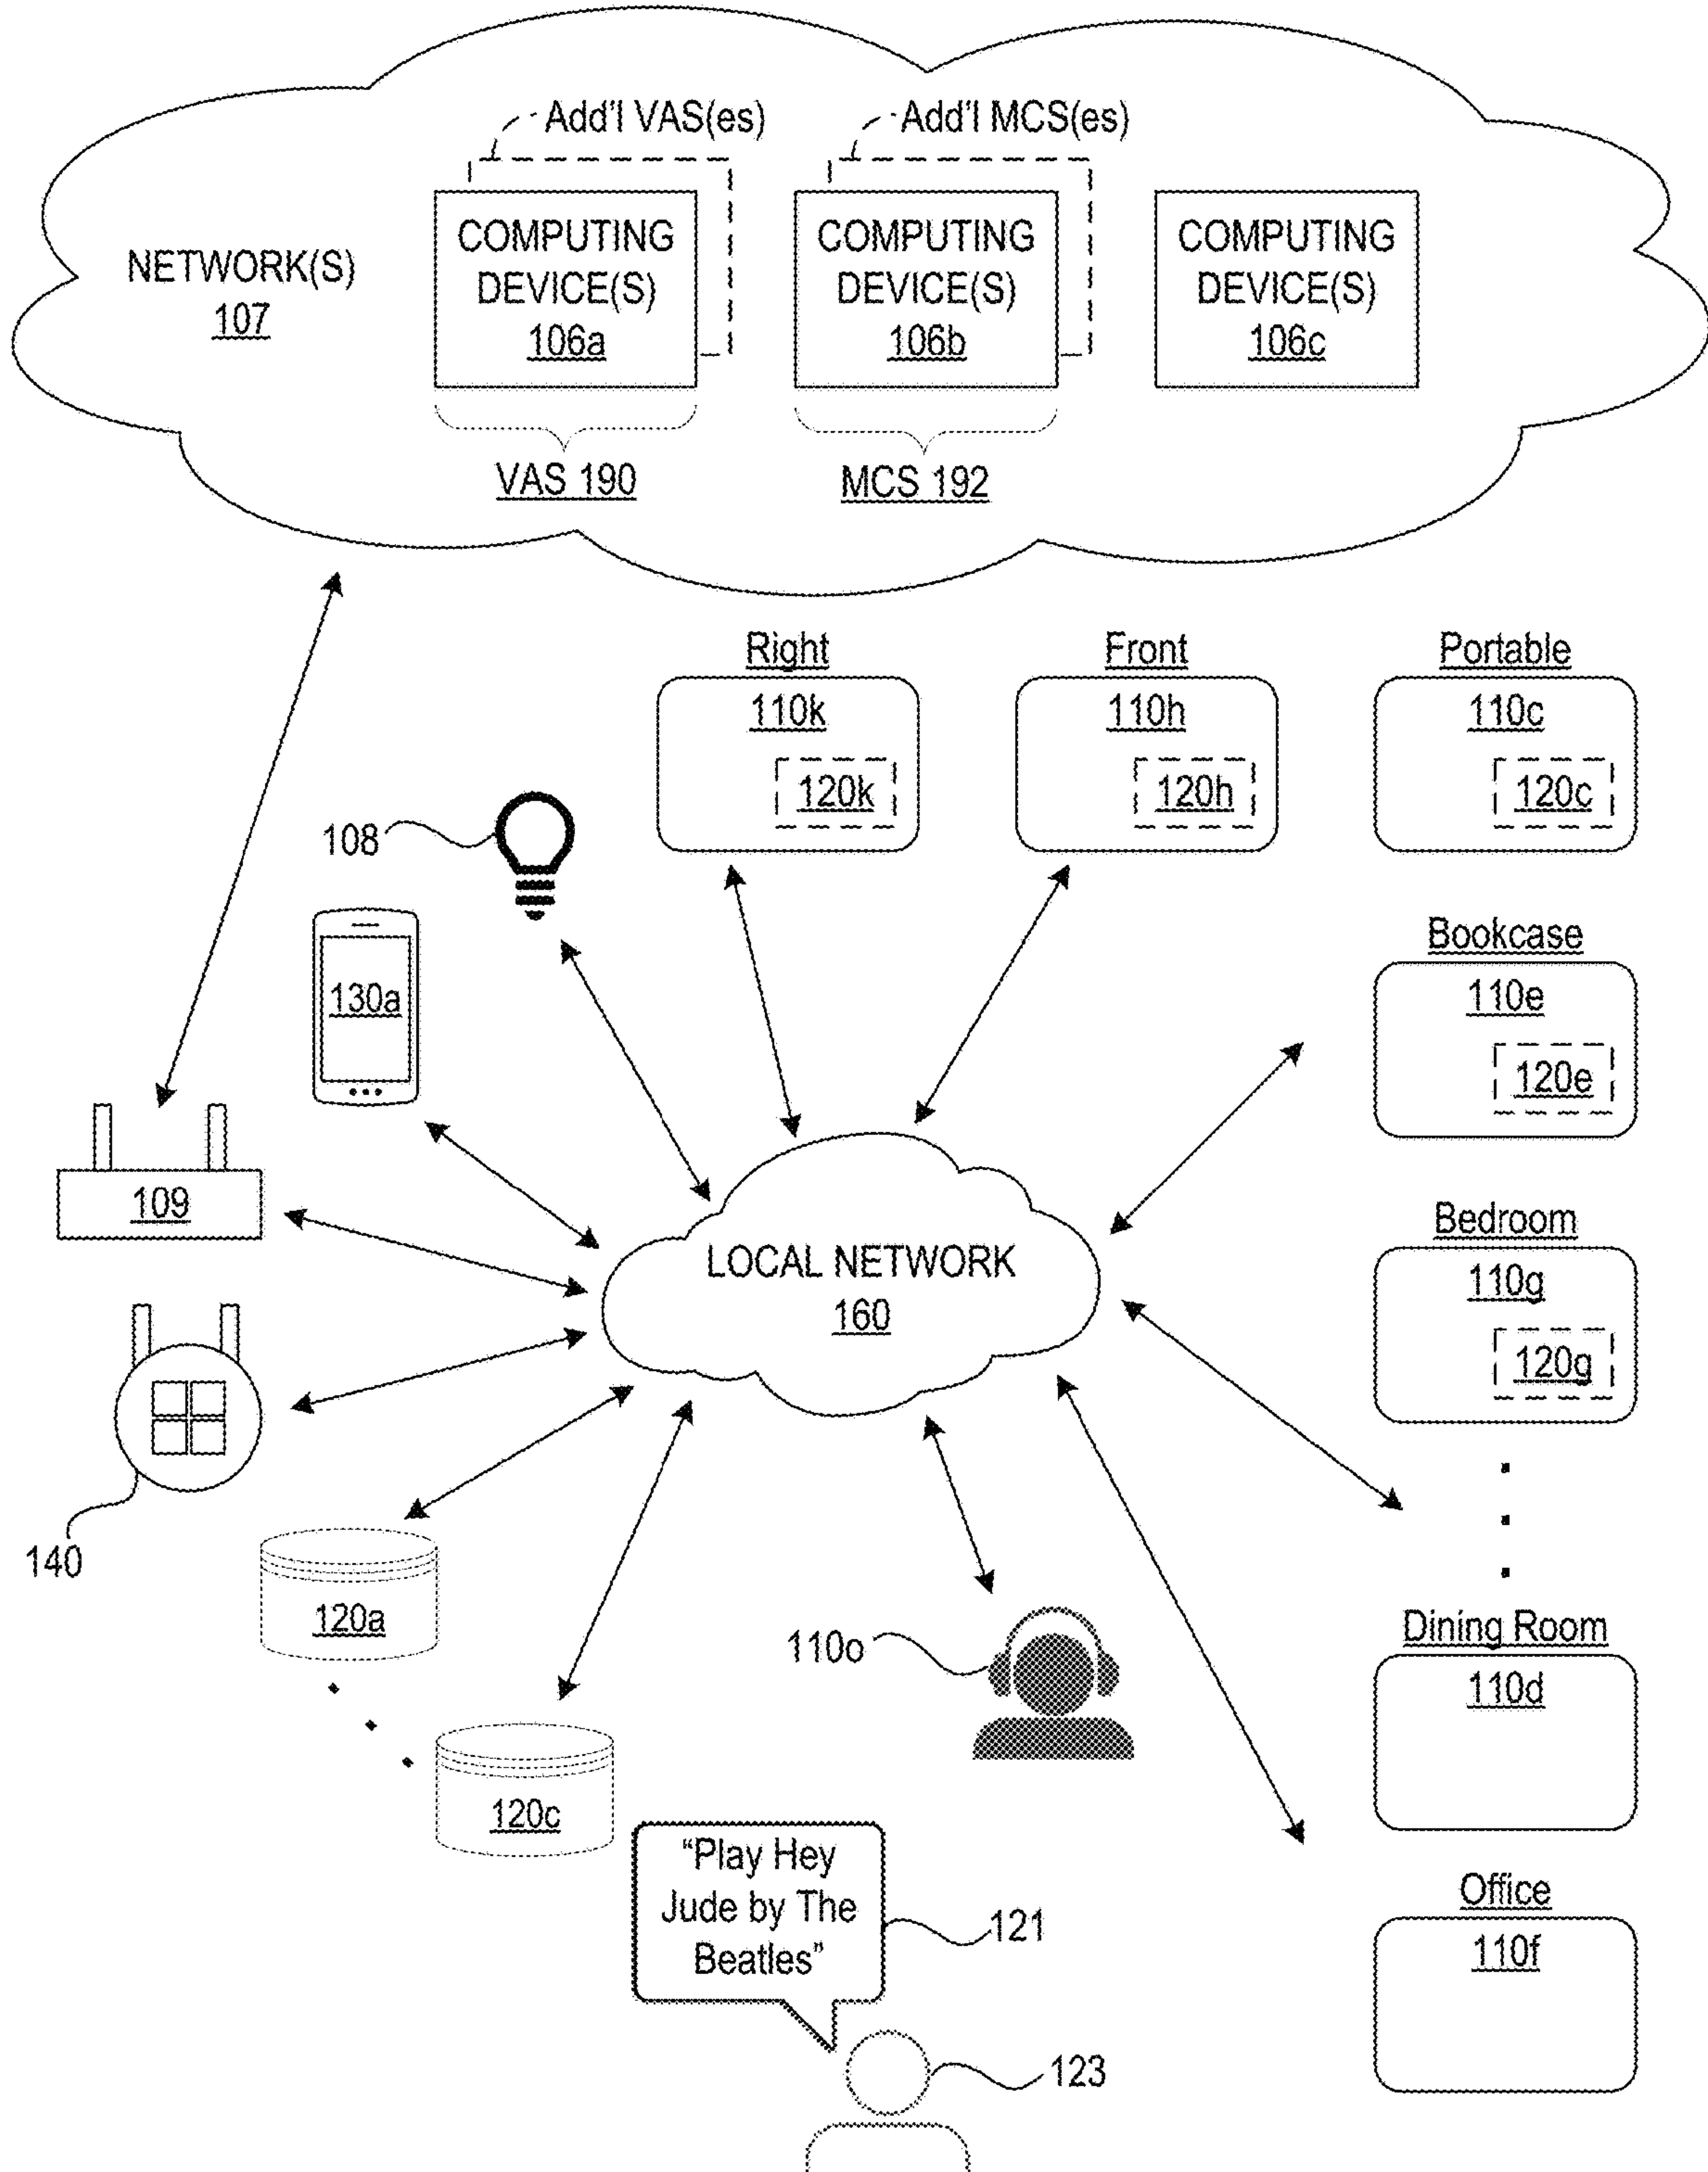 Add'l VAS(es)
Add'l MCS(es)
NETWORK(S)
107
COMPUTING
DEVICE(S)
106a
COMPUTING
DEVICE(S)
106b
COMPUTING
DEVICE(S)
106c
VAS 190
MCS 192
Right
110k
120k
Front
110h
120h
Portable
110c
120c
108
130a
Bookcase
110e
120e
109
LOCAL NETWORK
160
Bedroom
110g
120g
140
120a
120c
110o
Dining Room
110d
"Play Hey
Jude by The
Beatles"
121
Office
110f
123